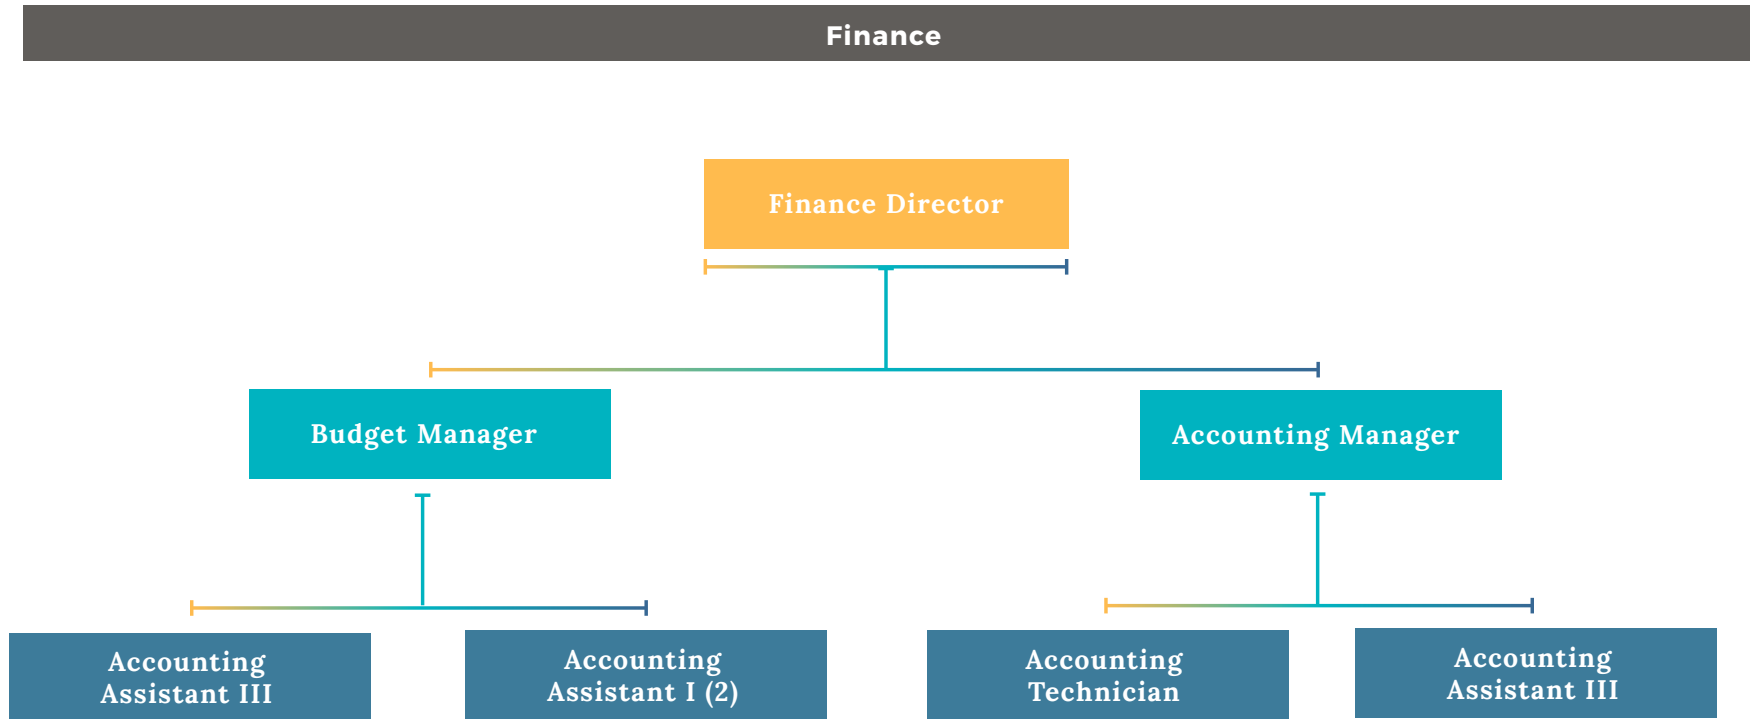 Finance
Finance Director
Budget Manager
Accounting Manager
Accounting
Assistant III
Accounting
Assistant I (2)
Accounting
Technician
Accounting
Assistant III